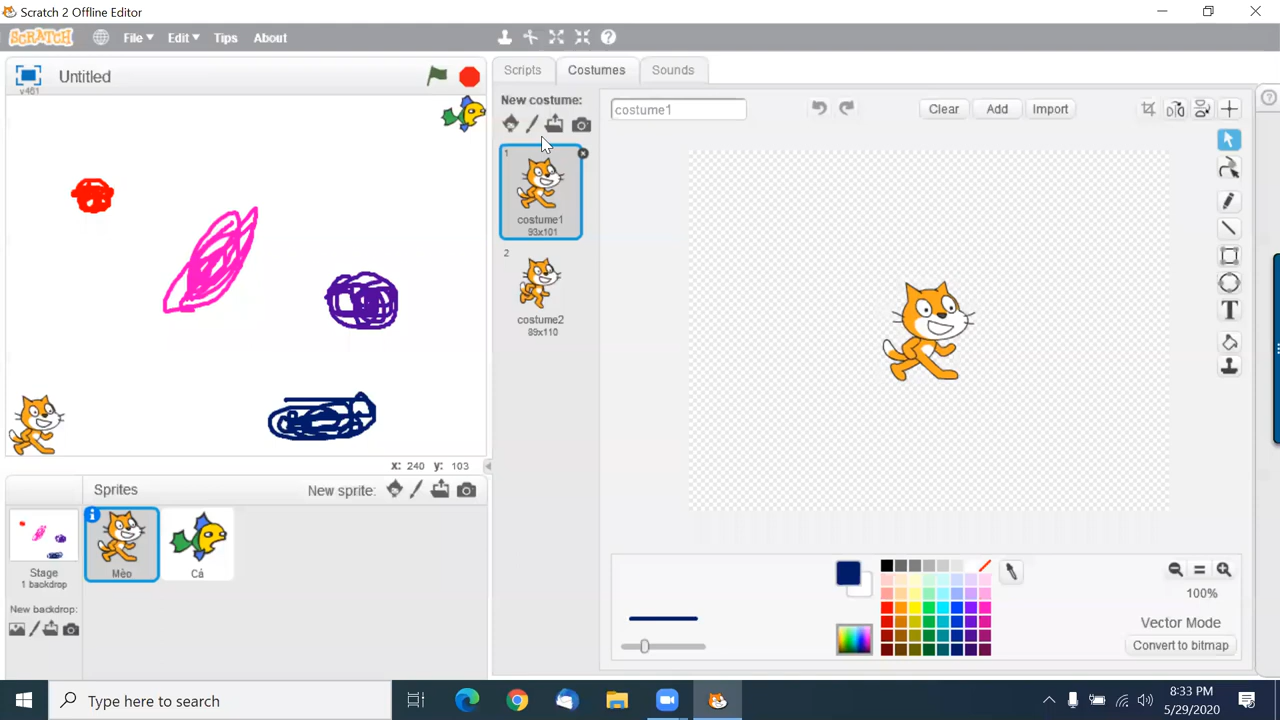 Scratch 2 Offline Editor
SCRATCH
File
Edit
Tips
About
v461
Untitled
Scripts
Costumes
Sounds
New costume:
costume1
Clear
Add
Import
1
costume1
93x101
2
costume2
89x110
T
x: 240 y: 103
Sprites
New sprite:
Stage
1 backdrop
Mèo
Cá
New backdrop:
100%
Vector Mode
Convert to bitmap
Type here to search
8:33 PM
5/29/2020